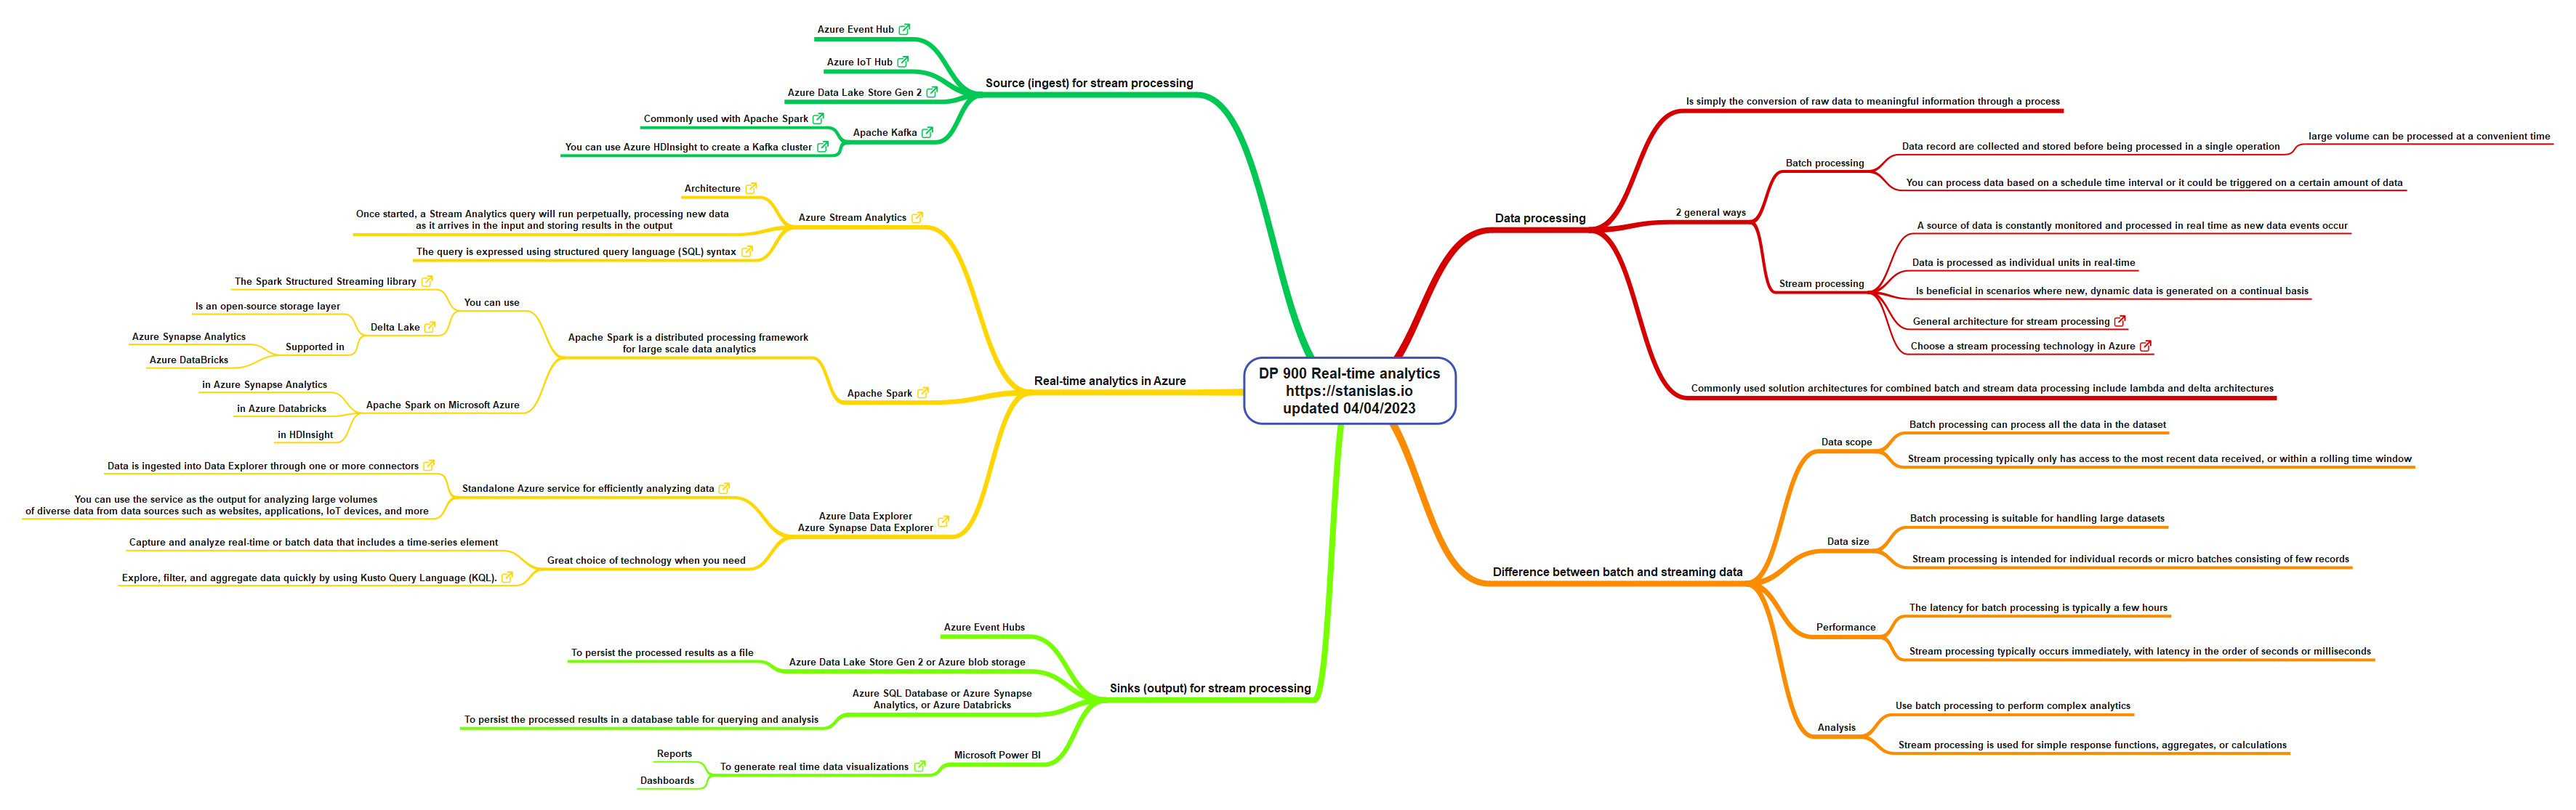 DP 900 Real-time analytics
https://stanislas.io
updated 04/04/2023
Data processing
Is simply the conversion of raw data to meaningful information through a process
2 general ways
Batch processing
Data record are collected and stored before being processed in a single operation
large volume can be processed at a convenient time
You can process data based on a schedule time interval or it could be triggered on a certain amount of data
Stream processing
A source of data is constantly monitored and processed in real time as new data events occur
Data is processed as individual units in real-time
Is beneficial in scenarios where new, dynamic data is generated on a continual basis
General architecture for stream processing
Choose a stream processing technology in Azure
Commonly used solution architectures for combined batch and stream data processing include lambda and delta architectures
Difference between batch and streaming data
Data scope
Batch processing can process all the data in the dataset
Stream processing typically only has access to the most recent data received, or within a rolling time window
Data size
Batch processing is suitable for handling large datasets
Stream processing is intended for individual records or micro batches consisting of few records
Performance
The latency for batch processing is typically a few hours
Stream processing typically occurs immediately, with latency in the order of seconds or milliseconds
Analysis
Use batch processing to perform complex analytics
Stream processing is used for simple response functions, aggregates, or calculations
Source (ingest) for stream processing
Azure Event Hub
Azure IoT Hub
Azure Data Lake Store Gen 2
Apache Kafka
Commonly used with Apache Spark
You can use Azure HDInsight to create a Kafka cluster
Real-time analytics in Azure
Azure Stream Analytics
Architecture
Once started, a Stream Analytics query will run perpetually, processing new data
as it arrives in the input and storing results in the output
The query is expressed using structured query language (SQL) syntax
Apache Spark
Apache Spark is a distributed processing framework
for large scale data analytics
You can use
The Spark Structured Streaming library
Delta Lake
Is an open-source storage layer
Supported in
Azure Synapse Analytics
Azure DataBricks
Apache Spark on Microsoft Azure
in Azure Synapse Analytics
in Azure Databricks
in HDInsight
Azure Data Explorer
Azure Synapse Data Explorer
Standalone Azure service for efficiently analyzing data
Data is ingested into Data Explorer through one or more connectors
You can use the service as the output for analyzing large volumes
of diverse data from data sources such as websites, applications, IoT devices, and more
Great choice of technology when you need
Capture and analyze real-time or batch data that includes a time-series element
Explore, filter, and aggregate data quickly by using Kusto Query Language (KQL).
Sinks (output) for stream processing
Azure Event Hubs
Azure Data Lake Store Gen 2 or Azure blob storage
To persist the processed results as a file
Azure SQL Database or Azure Synapse
Analytics, or Azure Databricks
To persist the processed results in a database table for querying and analysis
Microsoft Power BI
To generate real time data visualizations
Reports
Dashboards